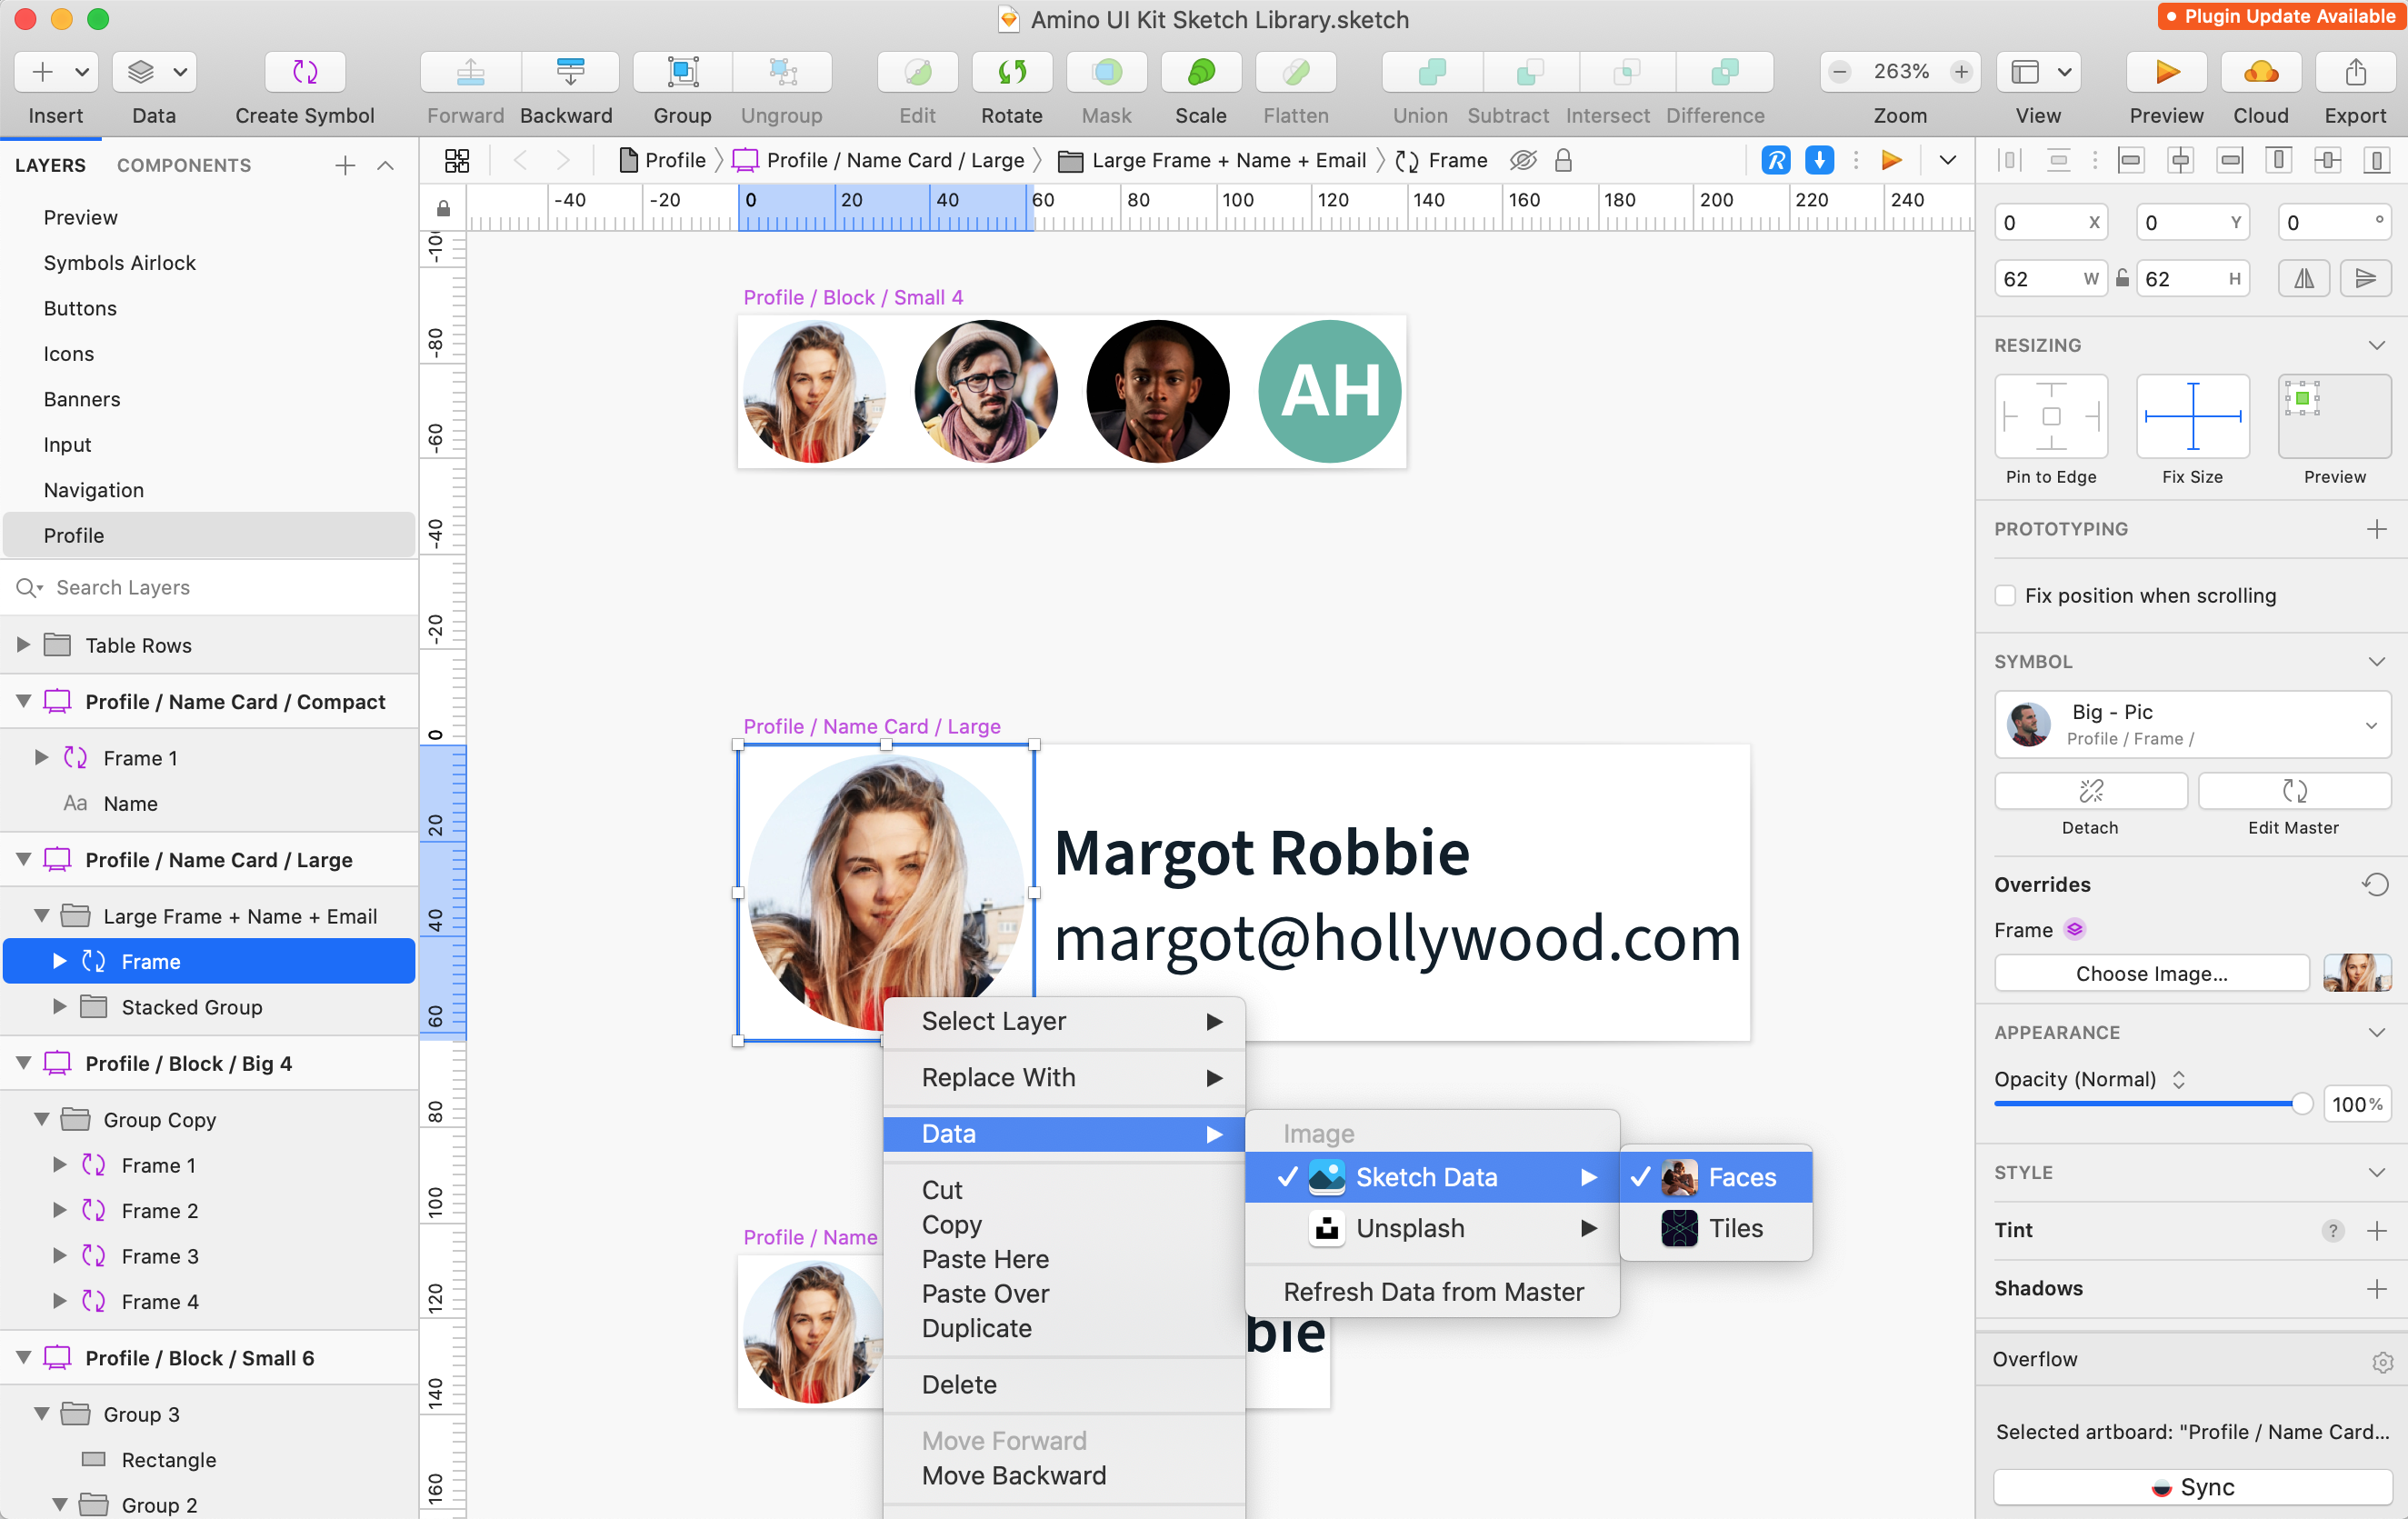 Amino UI Kit Sketch Library.sketch
Plugin Update Available
263%
Insert
Data
Create Symbol
Forward
Backward
Group
Ungroup
Edit
Rotate
Mask
Scale
Flatten
Union
Subtract
Intersect
Difference
Zoom
View
Preview
Cloud
Export
LAYERS
COMPONENTS
Preview
Symbols Airlock
Buttons
Icons
Banners
Input
Navigation
Profile
Search Layers
Table Rows
Profile / Name Card / Compact
Frame 1
Aa Name
Profile / Name Card / Large
Large Frame + Name + Email
Frame
Stacked Group
Profile / Block / Big 4
Group Copy
Frame 1
Frame 2
Frame 3
Frame 4
Profile / Block / Small 6
Group 3
Rectangle
Group 2
Profile
Profile / Name Card / Large
Large Frame + Name + Email
Frame
R
-40 -20 0 20 40 60 80 100 120 140 160 180 200 220 240
-80
-60
-40
-20
0
20
40
60
80
100
120
140
160
Profile / Block / Small 4
AH
Profile / Name Card / Large
Margot Robbie
margot@hollywood.com
Profile / Name
bie
Select Layer
Replace With
Data
Cut
Copy
Paste Here
Paste Over
Duplicate
Delete
Move Forward
Move Backward
Image
Sketch Data
Unsplash
Refresh Data from Master
Faces
Tiles
0 X
0 Y
0 °
62 W
62 H
RESIZING
Pin to Edge
Fix Size
Preview
PROTOTYPING
Fix position when scrolling
SYMBOL
Big - Pic
Profile / Frame /
Detach
Edit Master
Overrides
Frame
Choose Image...
APPEARANCE
Opacity (Normal)
100%
STYLE
Tint
?
Shadows
Overflow
Selected artboard: "Profile / Name Card...
Sync